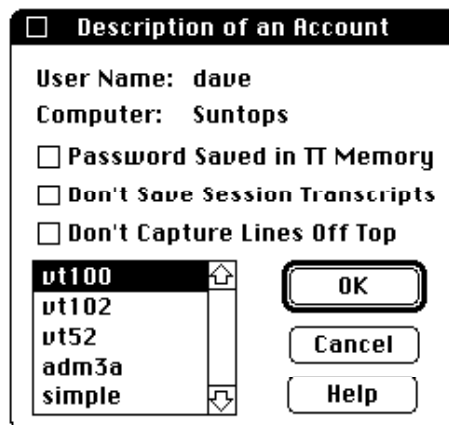 Description of an Account
User Name: dave
Computer: Suntops
Password Saved in TT Memory
Don't Save Session Transcripts
Don't Capture Lines Off Top
vt100
vt102
vt52
adm3a
simple
OK
Cancel
Help